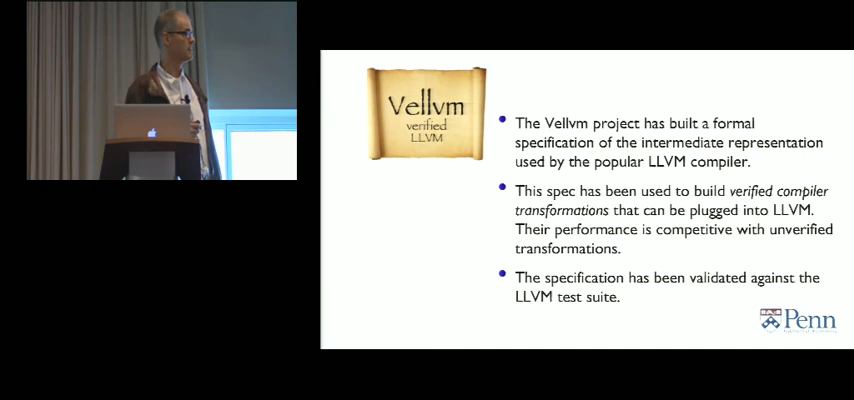 Vellvm
verified
LLVM
The Vellvm project has built a formal
specification of the intermediate representation
used by the popular LLVM compiler.
This spec has been used to build verified compiler
transformations that can be plugged into LLVM.
Their performance is competitive with unverified
transformations.
The specification has been validated against the
LLVM test suite.
Penn